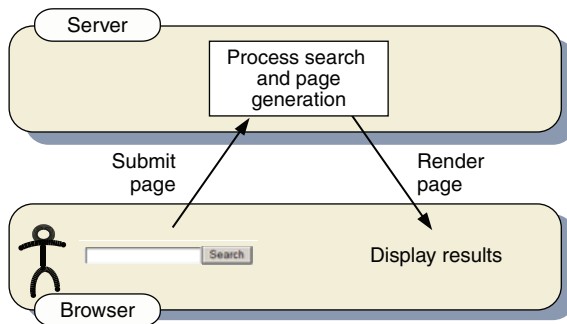 Server
Process search
and page
generation
Submit
page
Render
page
Search
Display results
Browser